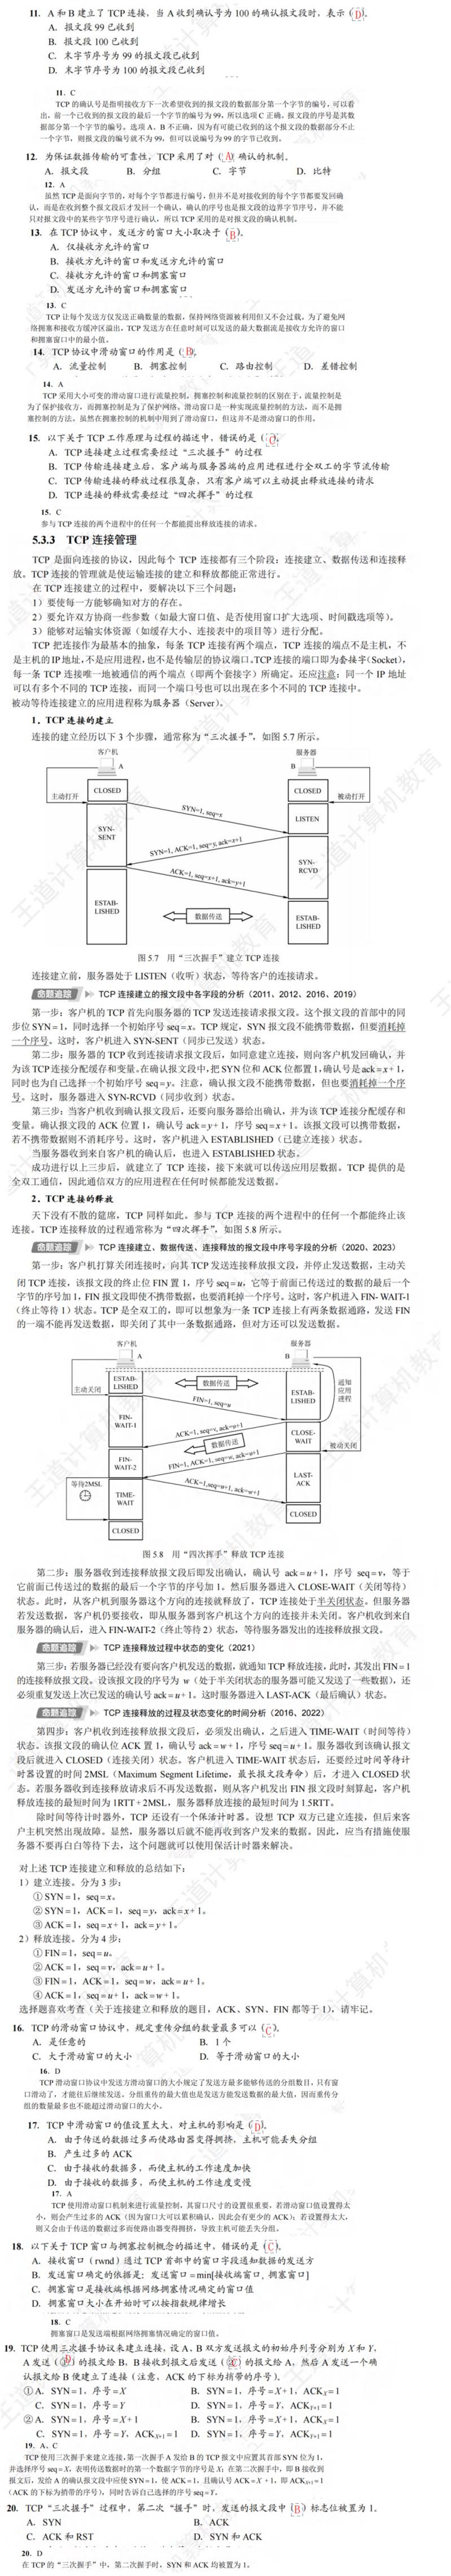 11. A 和 B 建立了 TCP 连接，当 A 收到确认号为 100 的确认报文段时，表示（D）。
A. 报文段 99 已收到
B. 报文段 100 已收到
C. 末字节序号为 99 的报文段已收到
D. 末字节序号为 100 的报文段已收到
11. C
TCP 的确认号是指明接收方下一次希望收到的报文段的数据部分第一个字节的编号，可以看
出，前一个已收到的报文段的最后一个字节的编号为 99，所以选项 C 正确。报文段的序号是其数
据部分第一个字节的编号。选项 A、B 不正确，因为有可能已收到的这个报文段的数据部分不止
一个字节，则报文段的编号就不为 99，但可以说编号为 99 的字节已收到。
12. 为保证数据传输的可靠性，TCP 采用了对（A）确认的机制。
A. 报文段 B. 分组 C. 字节 D. 比特
12. A
虽然 TCP 是面向字节的，对每个字节都进行编号，但并不是对接收到的每个字节都要发回确
认，而是在收到整个报文段后才发回一个确认，确认的序号也是报文段的边界字节序号，并不能
只对报文段中的某些字节序号进行确认，所以 TCP 采用的是对报文段的确认机制。
13. 在 TCP 协议中，发送方的窗口大小取决于（B）。
A. 仅接收方允许的窗口
B. 接收方允许的窗口和发送方允许的窗口
C. 接收方允许的窗口和拥塞窗口
D. 发送方允许的窗口和拥塞窗口
13. C
TCP 让每个发送方仅发送正确数量的数据，保持网络资源被利用但又不会过载。为了避免网
络拥塞和接收方缓冲区溢出，TCP 发送方在任意时刻可以发送的最大数据流是接收方允许的窗口
和拥塞窗口中的最小值。
14. TCP 协议中滑动窗口的作用是（B）。
A. 流量控制 B. 拥塞控制 C. 路由控制 D. 差错控制
14. A
TCP 采用大小可变的滑动窗口进行流量控制，拥塞控制和流量控制的区别在于，流量控制是
为了保护接收方，而拥塞控制是为了保护网络，滑动窗口是一种实现流量控制的方法，而不是拥
塞控制的方法，虽然在拥塞控制的机制中用到了滑动窗口，但这并不是滑动窗口的作用。
15. 以下关于 TCP 工作原理与过程的描述中，错误的是（C）。
A. TCP 连接建立过程需要经过“三次握手”的过程
B. TCP 传输连接建立后，客户端与服务器端的应用进程进行全双工的字节流传输
C. TCP 传输连接的释放过程很复杂，只有客户端可以主动提出释放连接的请求
D. TCP 连接的释放需要经过“四次挥手”的过程
15. C
参与 TCP 连接的两个进程中的任何一个都能提出释放连接的请求。
5.3.3 TCP 连接管理
TCP 是面向连接的协议，因此每个 TCP 连接都有三个阶段：连接建立、数据传送和连接释
放。TCP 连接的管理就是使运输连接的建立和释放都能正常进行。
在 TCP 连接建立的过程中，要解决以下三个问题：
1）要使每一方能够确知对方的存在。
2）要允许双方协商一些参数（如最大窗口值、是否使用窗口扩大选项、时间戳选项等）。
3）能够对运输实体资源（如缓存大小、连接表中的项目等）进行分配。
TCP 把连接作为最基本的抽象，每条 TCP 连接有两个端点，TCP 连接的端点不是主机，不
是主机的 IP 地址，不是应用进程，也不是传输层的协议端口。TCP 连接的端口即为套接字（Socket），
每一条 TCP 连接唯一地被通信的两个端点（即两个套接字）所确定。还应注意：同一个 IP 地址
可以有多个不同的 TCP 连接，而同一个端口号也可以出现在多个不同的 TCP 连接中。
被动等待连接建立的应用进程称为服务器（Server）。
1．TCP 连接的建立
连接的建立经历以下 3 个步骤，通常称为“三次握手”，如图 5.7 所示。
客户机 服务器
A B
主动打开 CLOSED CLOSED 被动打开
SYN=1, seq=x
LISTEN
SYN-SENT
SYN=1, ACK=1, seq=y, ack=x+1
SYN-RCVD
ACK=1, seq=x+1, ack=y+1
ESTAB-LISHED
数据传送
ESTAB-LISHED
图 5.7 用“三次握手”建立 TCP 连接
连接建立前，服务器处于 LISTEN（收听）状态，等待客户的连接请求。
命题追踪 TCP 连接建立的报文段中各字段的分析（2011、2012、2016、2019）
第一步：客户机的 TCP 首先向服务器的 TCP 发送连接请求报文段。这个报文段的首部中的同
步位 SYN = 1，同时选择一个初始序号 seq = x。TCP 规定，SYN 报文段不能携带数据，但要消耗掉
一个序号。这时，客户机进入 SYN-SENT（同步已发送）状态。
第二步：服务器的 TCP 收到连接请求报文段后，如同意建立连接，则向客户机发回确认，并
为该 TCP 连接分配缓存和变量。在确认报文段中，把 SYN 位和 ACK 位都置 1，确认号是 ack = x + 1，
同时也为自己选择一个初始序号 seq = y。注意，确认报文段不能携带数据，但也要消耗掉一个序
号。这时，服务器进入 SYN-RCVD（同步收到）状态。
第三步：当客户机收到确认报文段后，还要向服务器给出确认，并为该 TCP 连接分配缓存和
变量。确认报文段的 ACK 位置 1，确认号 ack = y + 1，序号 seq = x + 1。该报文段可以携带数据，
若不携带数据则不消耗序号。这时，客户机进入 ESTABLISHED（已建立连接）状态。
当服务器收到来自客户机的确认后，也进入 ESTABLISHED 状态。
成功进行以上三步后，就建立了 TCP 连接，接下来就可以传送应用层数据。TCP 提供的是
全双工通信，因此通信双方的应用进程在任何时候都能发送数据。
2．TCP 连接的释放
天下没有不散的筵席，TCP 同样如此。参与 TCP 连接的两个进程中的任何一个都能终止该
连接。TCP 连接释放的过程通常称为“四次挥手”，如图 5.8 所示。
命题追踪 TCP 连接建立、数据传送、连接释放的报文段中序号字段的分析（2020、2023）
第一步：客户机打算关闭连接时，向其 TCP 发送连接释放报文段，并停止发送数据，主动关
闭 TCP 连接，该报文段的终止位 FIN 置 1，序号 seq = u，它等于前面已传送过的数据的最后一个
字节的序号加 1，FIN 报文段即使不携带数据，也要消耗掉一个序号。这时，客户机进入 FIN-WAIT-1
（终止等待 1）状态。TCP 是全双工的，即可以想象为一条 TCP 连接上有两条数据通路，发送 FIN
的一端不能再发送数据，即关闭了其中一条数据通路，但对方还可以发送数据。
客户机 服务器
A B
ESTAB-LISHED 数据传送 ESTAB-LISHED 通知应用进程
主动关闭
FIN=1, seq=u
FIN-WAIT-1
ACK=1, seq=v, ack=u+1
CLOSE-WAIT
数据传送
被动关闭
FIN-WAIT-2
FIN=1, ACK=1, seq=w, ack=u+1
LAST-ACK
等待2MSL TIME-WAIT
ACK=1, seq=u+1, ack=w+1
CLOSED
CLOSED
图 5.8 用“四次挥手”释放 TCP 连接
第二步：服务器收到连接释放报文段后即发出确认，确认号 ack = u + 1，序号 seq = v，等于
它前面已传送过的数据的最后一个字节的序号加 1。然后服务器进入 CLOSE-WAIT（关闭等待）
状态。此时，从客户机到服务器这个方向的连接就释放了，TCP 连接处于半关闭状态。但服务器
若发送数据，客户机仍要接收，即从服务器到客户机这个方向的连接并未关闭。客户机收到来自
服务器的确认后，进入 FIN-WAIT-2（终止等待 2）状态，等待服务器发出的连接释放报文段。
命题追踪 TCP 连接释放过程中状态的变化（2021）
第三步：若服务器已经没有要向客户机发送的数据，就通知 TCP 释放连接，此时，其发出 FIN = 1
的连接释放报文段。设该报文段的序号为 w（处于半关闭状态的服务器可能又发送了一些数据），还
必须重复发送上次已发送的确认号 ack = u + 1。这时服务器进入 LAST-ACK（最后确认）状态。
命题追踪 TCP 连接释放的过程及状态变化的时间分析（2016、2022）
第四步：客户机收到连接释放报文段后，必须发出确认，之后进入 TIME-WAIT（时间等待）
状态。该报文段的确认位 ACK 置 1，确认号 ack = w + 1，序号 seq = u + 1。服务器收到该确认报文
段后就进入 CLOSED（连接关闭）状态。客户机进入 TIME-WAIT 状态后，还要经过时间等待计
时器设置的时间 2MSL（Maximum Segment Lifetime，最长报文段寿命）后，才进入 CLOSED 状
态。若服务器收到连接释放请求后不再发送数据，则从客户机发出 FIN 报文段时刻算起，客户机
释放连接的最短时间为 1RTT + 2MSL，服务器释放连接的最短时间为 1.5RTT。
除时间等待计时器外，TCP 还设有一个保活计时器。设想 TCP 双方已建立连接，但后来客
户主机突然出现故障。显然，服务器以后就不能再收到客户发来的数据。因此，应当有措施使服
务器不要再白白等待下去，这个问题就可以使用保活计时器来解决。
对上述 TCP 连接建立和释放的总结如下：
1）建立连接。分为 3 步：
① SYN = 1，seq = x。
② SYN = 1，ACK = 1，seq = y，ack = x + 1。
③ ACK = 1，seq = x + 1，ack = y + 1。
2）释放连接。分为 4 步：
① FIN = 1，seq = u。
② ACK = 1，seq = v，ack = u + 1。
③ FIN = 1，ACK = 1，seq = w，ack = u + 1。
④ ACK = 1，seq = u + 1，ack = w + 1。
选择题喜欢考查（关于连接建立和释放的题目，ACK、SYN、FIN 都等于 1），请牢记。
16. TCP 的滑动窗口协议中，规定重传分组的数量最多可以（C）。
A. 是任意的 B. 1 个
C. 大于滑动窗口的大小 D. 等于滑动窗口的大小
16. D
TCP 滑动窗口协议中发送方滑动窗口的大小规定了发送方最多能够传送的分组数目，只有窗
口滑动了，才能往后继续发送。分组重传的最大值也是发送方能发送数据的最大值，因而重传分
组的数量最多也不能超过滑动窗口的大小。
17. TCP 中滑动窗口的值设置太大，对主机的影响是（D）。
A. 由于传送的数据过多而使路由器变得拥挤，主机可能丢失分组
B. 产生过多的 ACK
C. 由于接收的数据多，而使主机的工作速度加快
D. 由于接收的数据多，而使主机的工作速度变慢
17. A
TCP 使用滑动窗口机制来进行流量控制，其窗口尺寸的设置很重要，若滑动窗口值设置得太
小，则会产生过多的 ACK（因为窗口大可以累积确认，因此会有更少的 ACK）；若设置得太大，
则又会由于传送的数据过多而使路由器变得拥挤，导致主机可能丢失分组。
18. 以下关于 TCP 窗口与拥塞控制概念的描述中，错误的是（C）。
A. 接收窗口（rwnd）通过 TCP 首部中的窗口字段通知数据的发送方
B. 发送窗口确定的依据是：发送窗口 = min[接收端窗口, 拥塞窗口]
C. 拥塞窗口是接收端根据网络拥塞情况确定的窗口值
D. 拥塞窗口大小在开始时可以按指数规律增长
18. C
拥塞窗口是发送端根据网络拥塞情况确定的窗口值。
19. TCP 使用三次握手协议来建立连接，设 A、B 双方发送报文的初始序列号分别为 X 和 Y，
A 发送（①D）的报文给 B，B 接收到报文后发送（②C）的报文给 A，然后 A 发送一个确
认报文给 B 便建立了连接（注意，ACK 的下标为捎带的序号）。
① A. SYN = 1，序号 = X B. SYN = 1，序号 = X + 1，ACKX = 1
C. SYN = 1，序号 = Y D. SYN = 1，序号 = Y，ACKY+1 = 1
② A. SYN = 1，序号 = X + 1 B. SYN = 1，序号 = X + 1，ACKX = 1
C. SYN = 1，序号 = Y，ACKX+1 = 1 D. SYN = 1，序号 = Y，ACKY+1 = 1
19. A、C
TCP 使用三次握手来建立连接，第一次握手 A 发给 B 的 TCP 报文中应置其首部 SYN 位为 1，
并选择序号 seq = X，表明传送数据时的第一个数据字节的序号是 X；在第二次握手中，即 B 接收到
报文后，发给 A 的确认报文段中应使 SYN = 1，使 ACK = 1，且确认号 ACK = X + 1，即 ACKX+1 = 1
（ACK 的下标为捎带的序号），同时告诉自己选择的序号 seq = Y。
20. TCP “三次握手”过程中，第二次“握手”时，发送的报文段中（B）标志位被置为 1。
A. SYN B. ACK
C. ACK 和 RST D. SYN 和 ACK
20. D
在 TCP 的“三次握手”中，第二次握手时，SYN 和 ACK 均被置为 1。